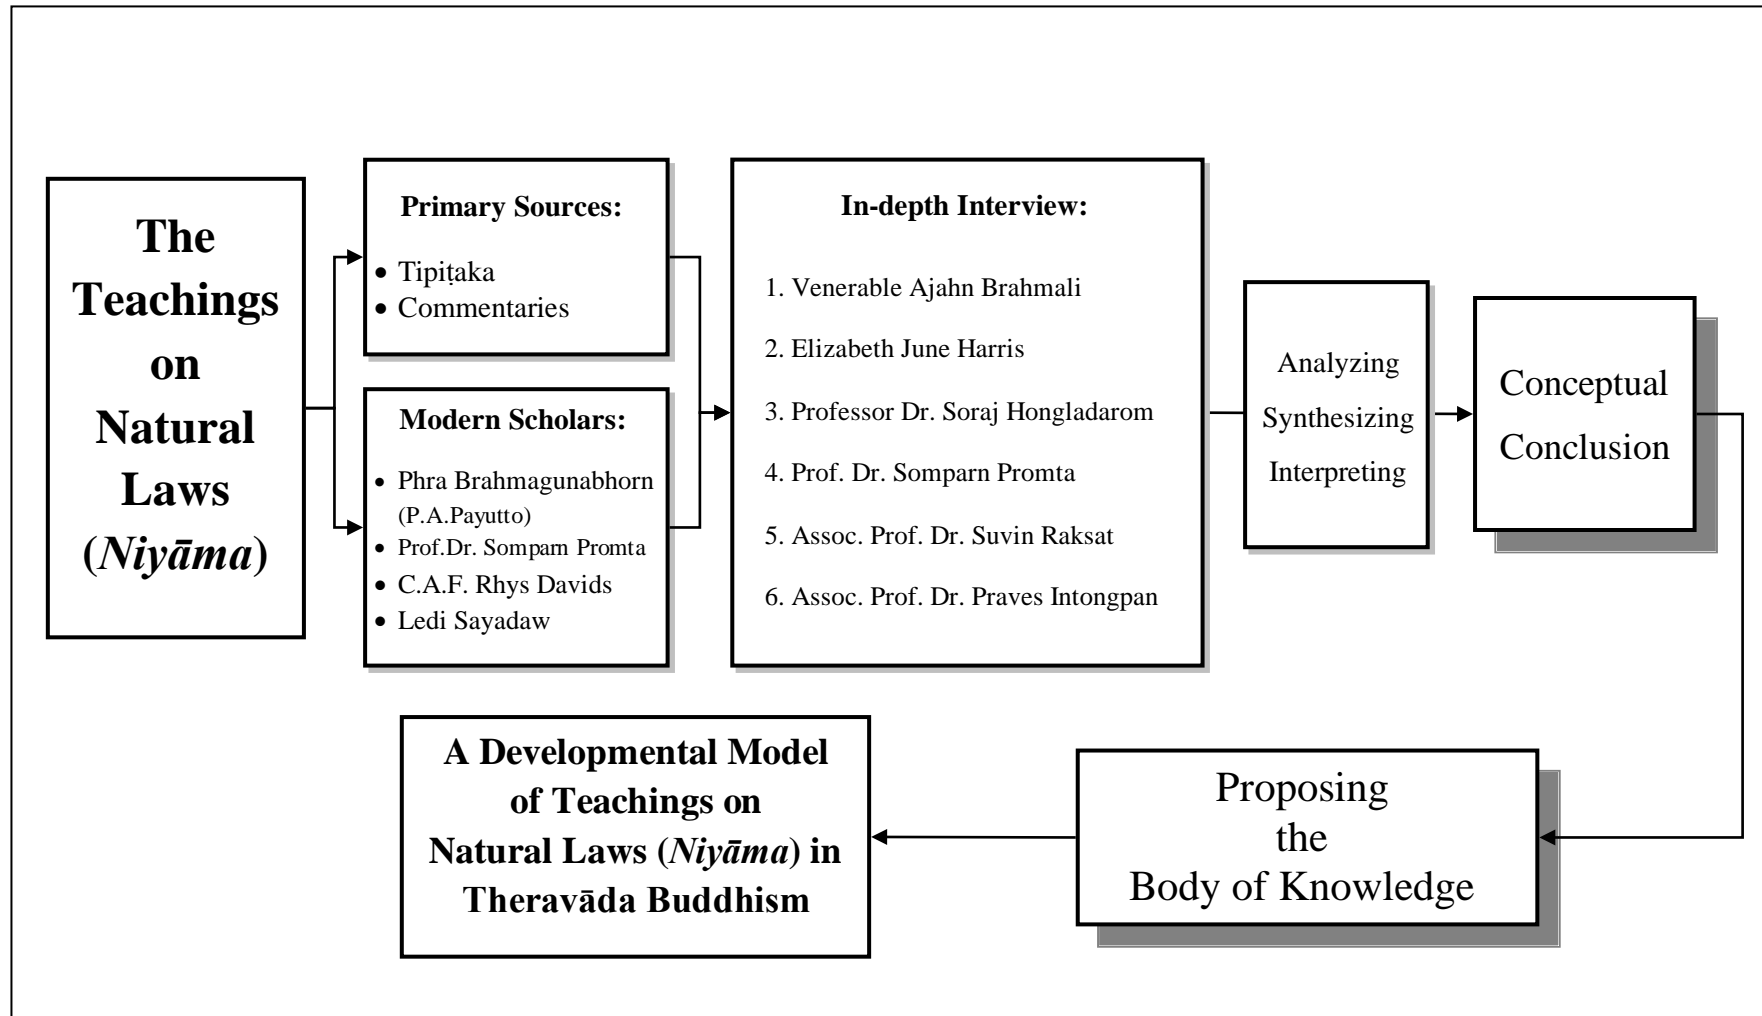 The
Teachings
on
Natural
Laws
(Niyāma)
Primary Sources:
• Tipiṭaka
• Commentaries
Modern Scholars:
• Phra Brahmagunabhorn
(P.A.Payutto)
• Prof.Dr. Somparn Promta
• C.A.F. Rhys Davids
• Ledi Sayadaw
In-depth Interview:
1. Venerable Ajahn Brahmali
2. Elizabeth June Harris
3. Professor Dr. Soraj Hongladarom
4. Prof. Dr. Somparn Promta
5. Assoc. Prof. Dr. Suvin Raksat
6. Assoc. Prof. Dr. Praves Intongpan
Analyzing
Synthesizing
Interpreting
Conceptual
Conclusion
Proposing
the
Body of Knowledge
A Developmental Model
of Teachings on
Natural Laws (Niyāma) in
Theravāda Buddhism